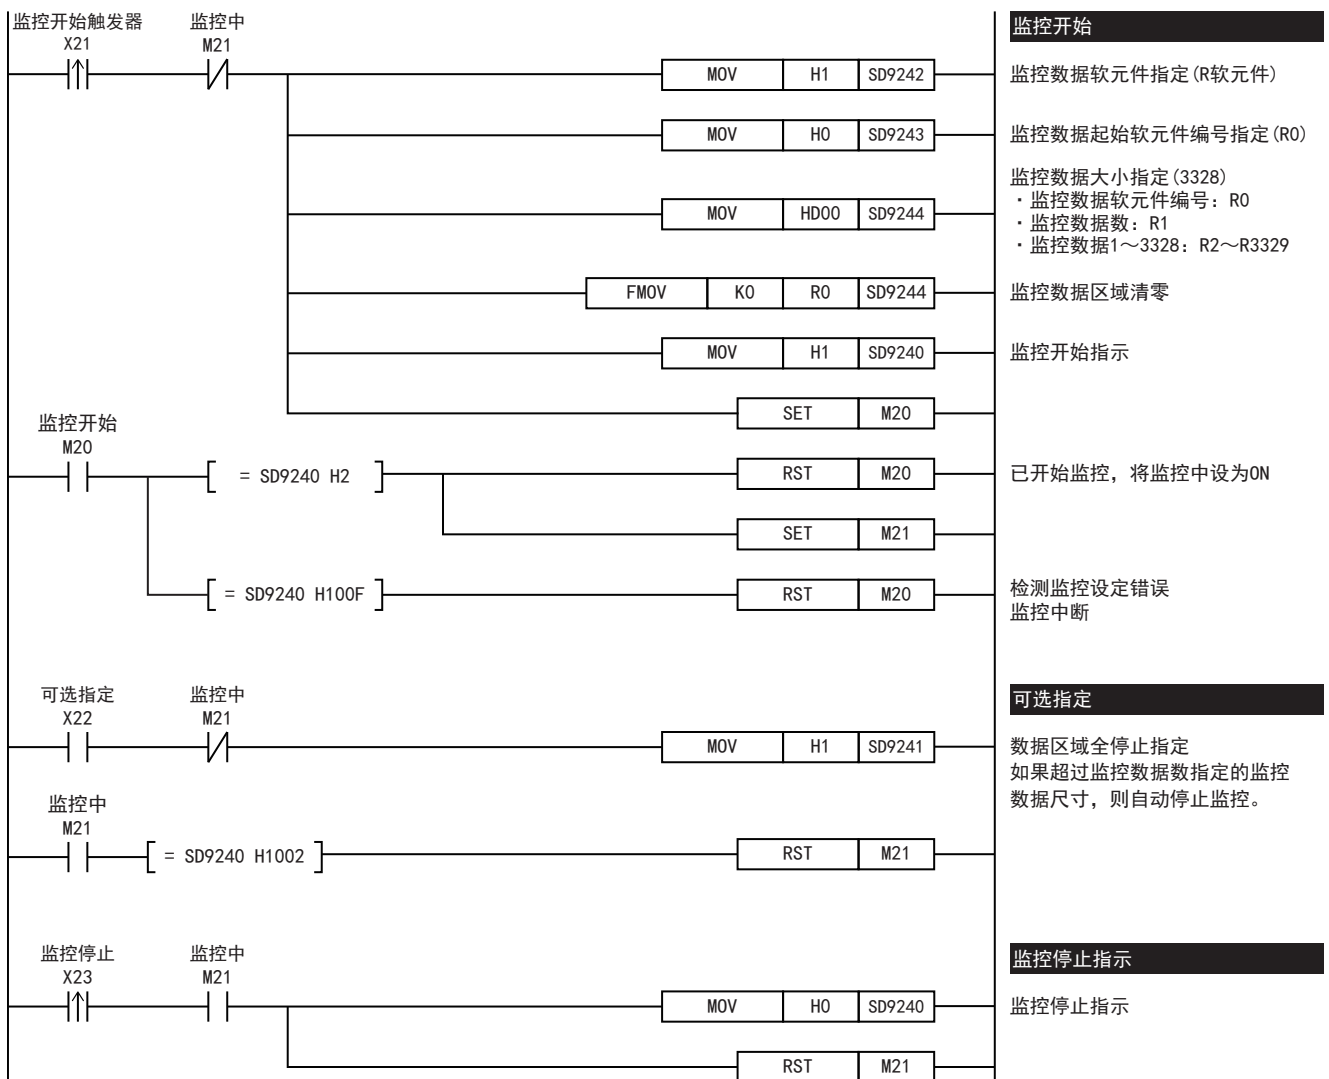 监控开始触发器 监控中 监控开始
X21 M21
MOV H1 SD9242 监控数据软元件指定(R软元件)
MOV H0 SD9243 监控数据起始软元件编号指定(R0)
监控数据大小指定(3328)
・监控数据软元件编号：R0
MOV HD00 SD9244
・监控数据数：R1
・监控数据1～3328：R2～R3329
FMOV K0 R0 SD9244 监控数据区域清零
MOV H1 SD9240 监控开始指示
SET M20
监控开始
M20
= SD9240 H2 RST M20 已开始监控，将监控中设为ON
SET M21
= SD9240 H100F RST M20 检测监控设定错误
监控中断
可选指定 监控中 可选指定
X22 M21
MOV H1 SD9241 数据区域全停止指定
如果超过监控数据数指定的监控
数据尺寸，则自动停止监控。
监控中
M21
= SD9240 H1002 RST M21
监控停止 监控中 监控停止指示
X23 M21
MOV H0 SD9240 监控停止指示
RST M21